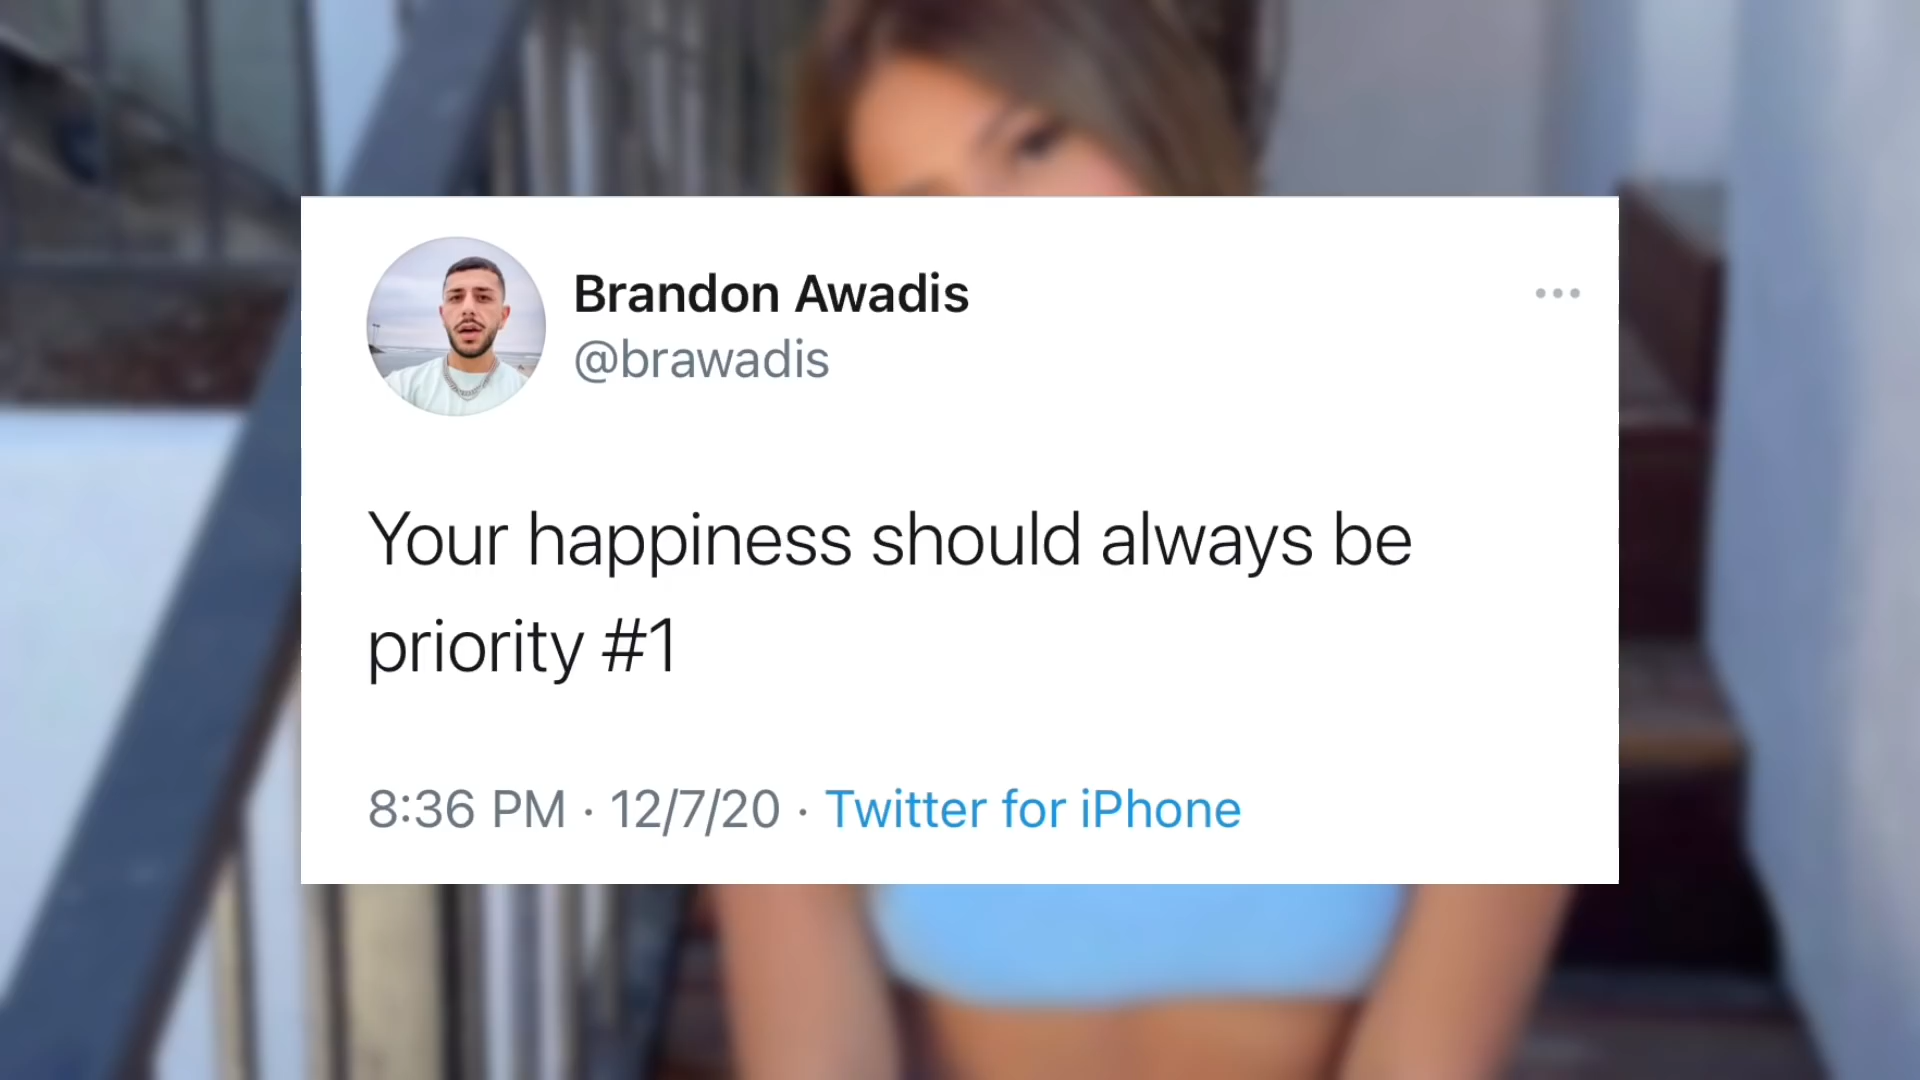 Brandon Awadis
@brawadis
Your happiness should always be
priority #1
8:36 PM · 12/7/20 · Twitter for iPhone